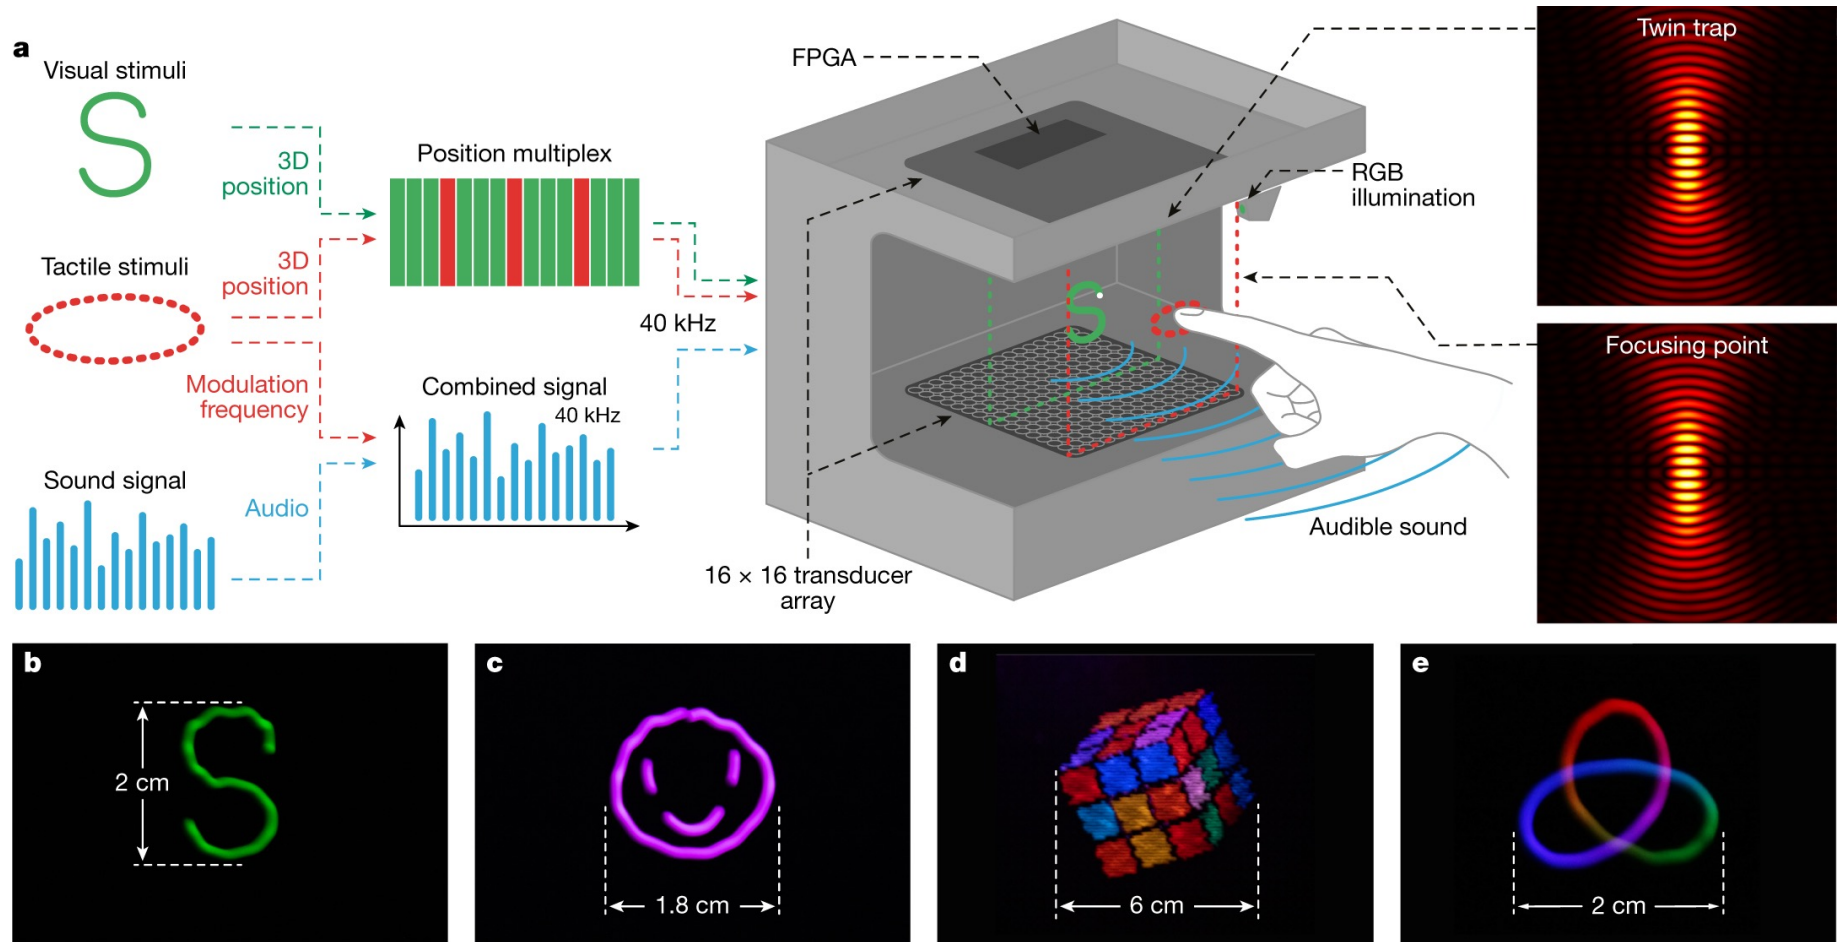 a
Visual stimuli
3D
position
Tactile stimuli
3D
position
Modulation
frequency
Sound signal
Audio
Position multiplex
40 kHz
Combined signal
40 kHz
FPGA
RGB
illumination
16 × 16 transducer
array
Audible sound
Twin trap
Focusing point
b
2 cm
c
1.8 cm
d
6 cm
e
2 cm